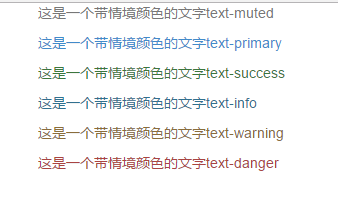 这是一个带情境颜色的文字text-muted
这是一个带情境颜色的文字text-primary
这是一个带情境颜色的文字text-success
这是一个带情境颜色的文字text-info
这是一个带情境颜色的文字text-warning
这是一个带情境颜色的文字text-danger